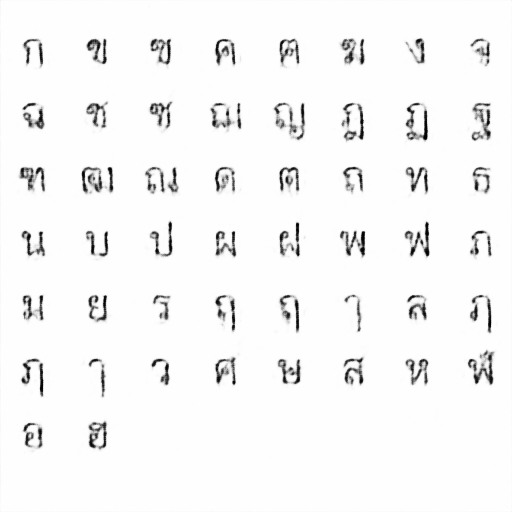 ก ข ฃ ค ฅ ฆ ง จ
ฉ ช ซ ฌ ญ ฎ ฏ ฐ
ฑ ฒ ณ ด ต ถ ท ธ
น บ ป ผ ฝ พ ฟ ภ
ม ย ร ฤ ฤ ๅ ล ฦ
ฦ ๅ ว ศ ษ ส ห ฬ
อ ฮ